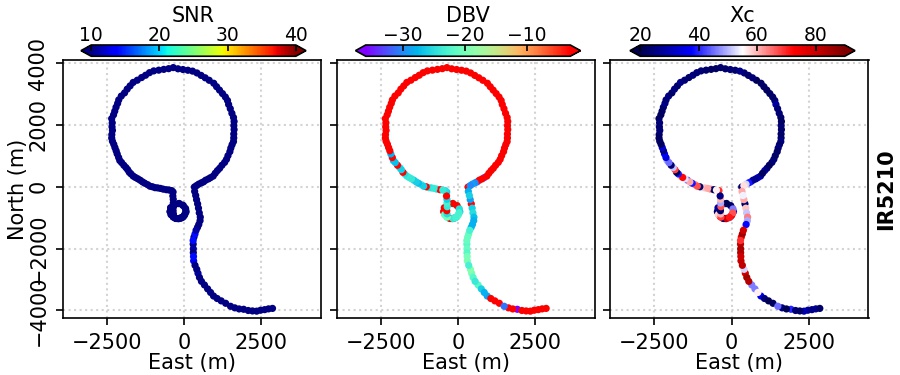 SNR DBV Xc
10 20 30 40 −30 −20 −10 20 40 60 80
4000
2000
0
−2000
−4000
North (m)
−2500 0 2500 −2500 0 2500 −2500 0 2500
East (m) East (m) East (m)
IR5210